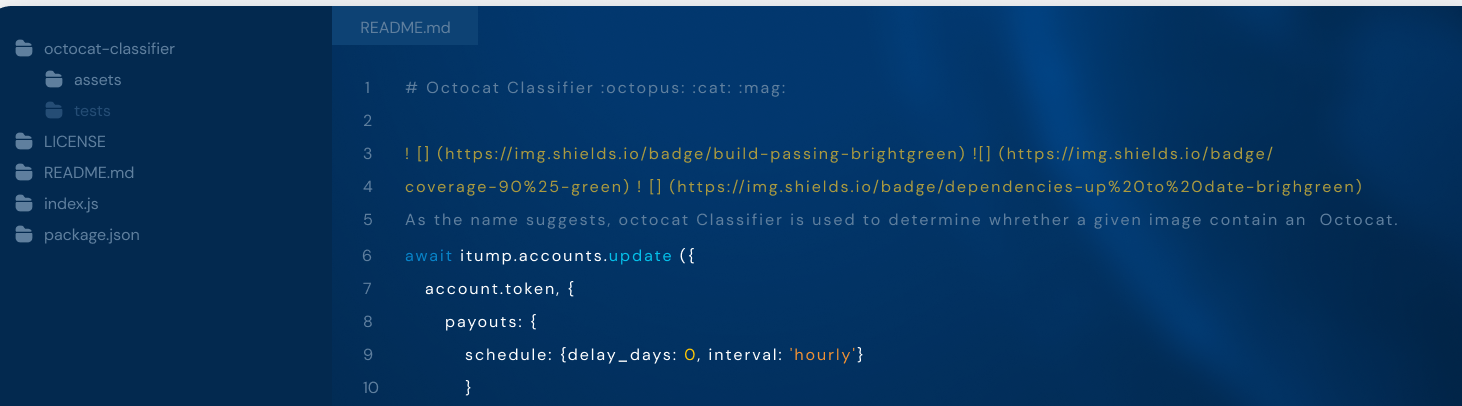 octocat-classifier
assets
tests
LICENSE
README.md
index.js
package.json
README.md
1 # Octocat Classifier :octopus: :cat: :mag:
2
3 ! [] (https://img.shields.io/badge/build-passing-brightgreen) ![] (https://img.shields.io/badge/
4 coverage-90%25-green) ! [] (https://img.shields.io/badge/dependencies-up%20to%20date-brighgreen)
5 As the name suggests, octocat Classifier is used to determine whrether a given image contain an  Octocat.
6 await itump.accounts.update ({
7 account.token, {
8 payouts: {
9 schedule: {delay_days: 0, interval: 'hourly'}
10 }